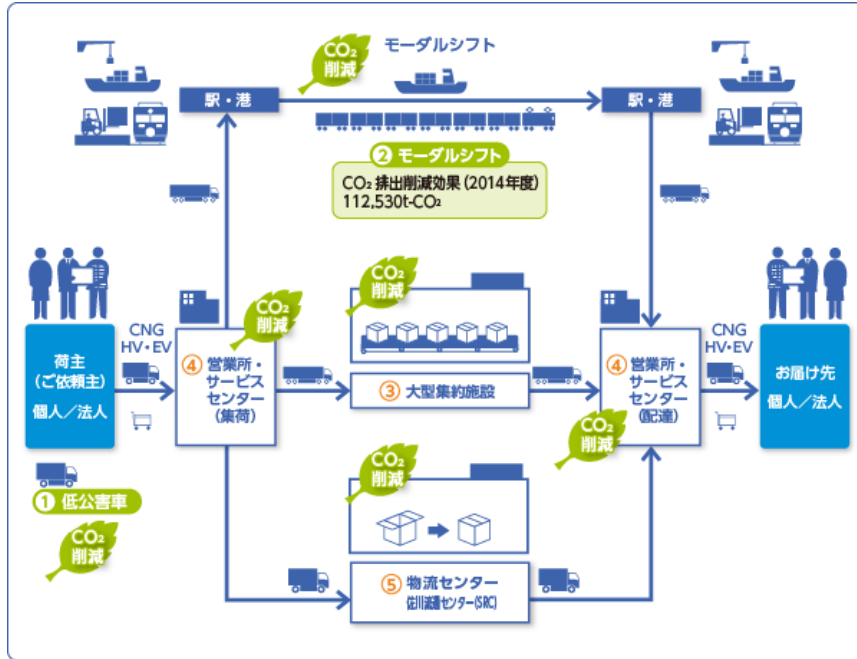 CO₂
削減
モーダルシフト
駅・港
駅・港
② モーダルシフト
CO₂ 排出削減効果 (2014年度)
112,530t-CO₂
CO₂
削減
CO₂
削減
荷主
(ご依頼主)
個人/法人
CNG
HV・EV
④ 営業所・
サービス
センター
(集荷)
③ 大型集約施設
④ 営業所・
サービス
センター
(配達)
CNG
HV・EV
お届け先
個人/法人
CO₂
削減
① 低公害車
CO₂
削減
CO₂
削減
⑤ 物流センター
佐川流通センター(SRC)